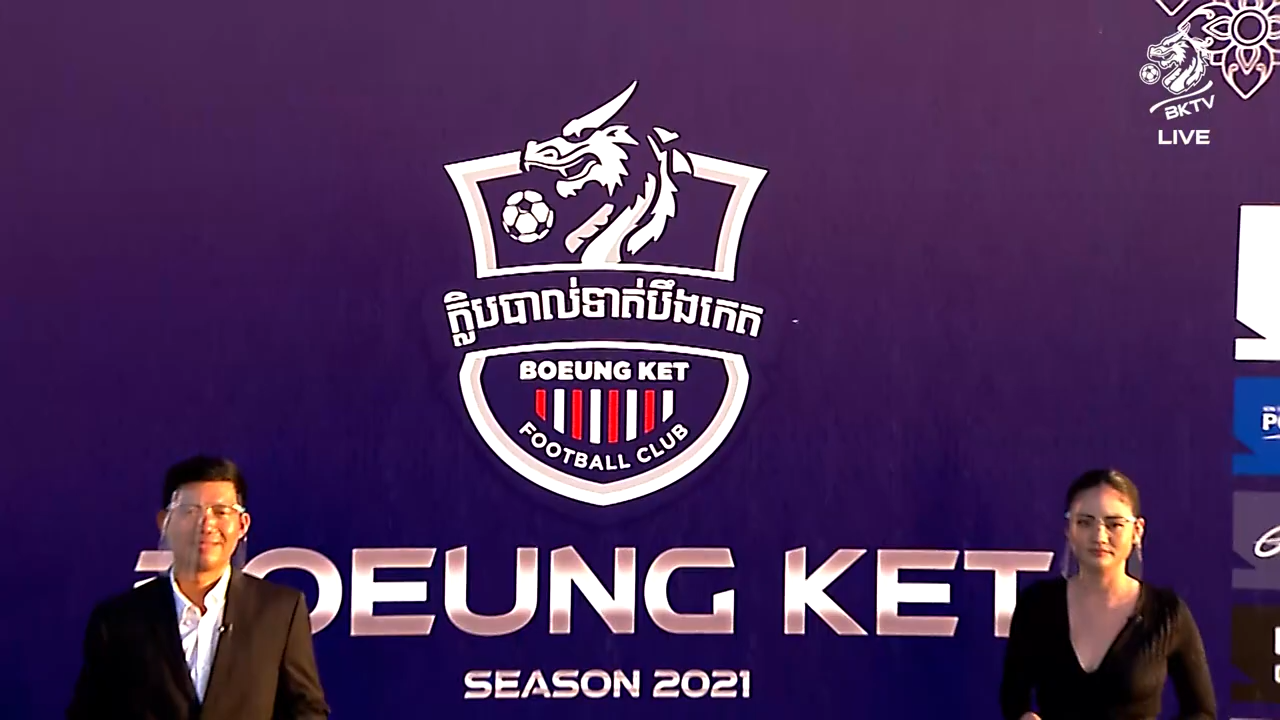 BKTV
LIVE
ក្លិបបាល់ទាត់បឹងកេត
BOEUNG KET
FOOTBALL CLUB
BOEUNG KET
SEASON 2021